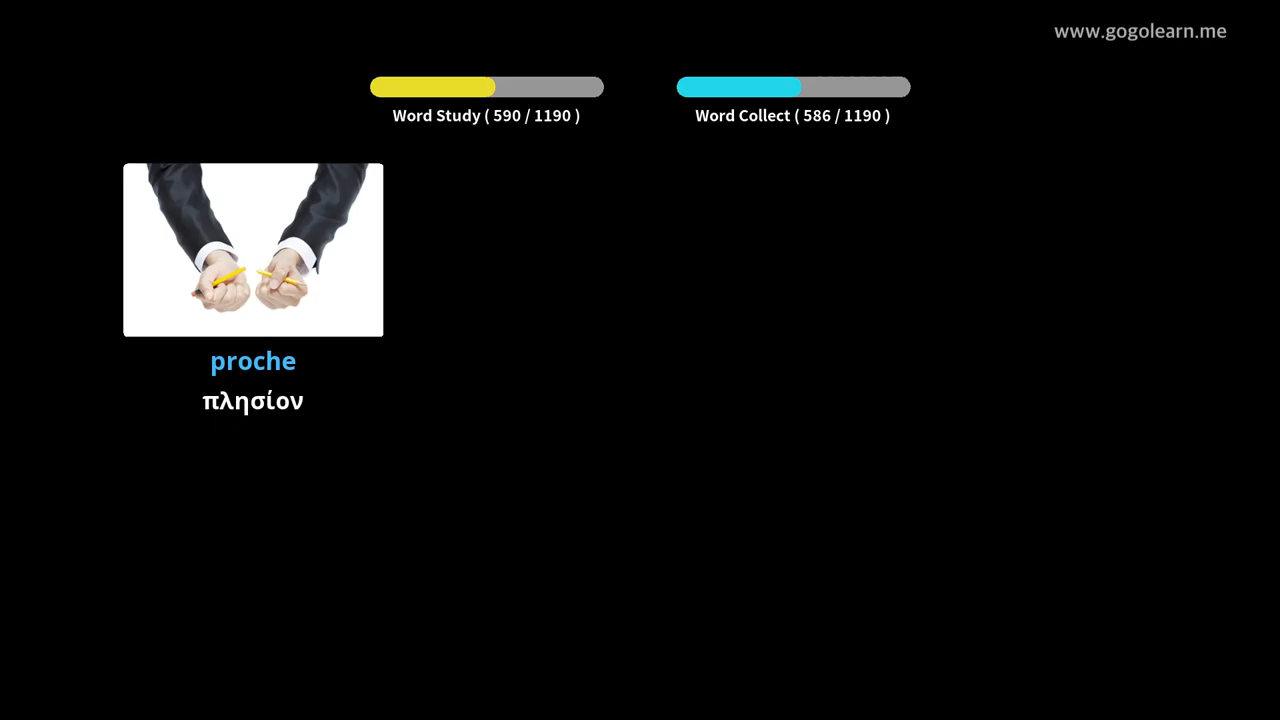 www.gogolearn.me
Word Study ( 590 / 1190 )
Word Collect ( 586 / 1190 )
proche
πλησίον